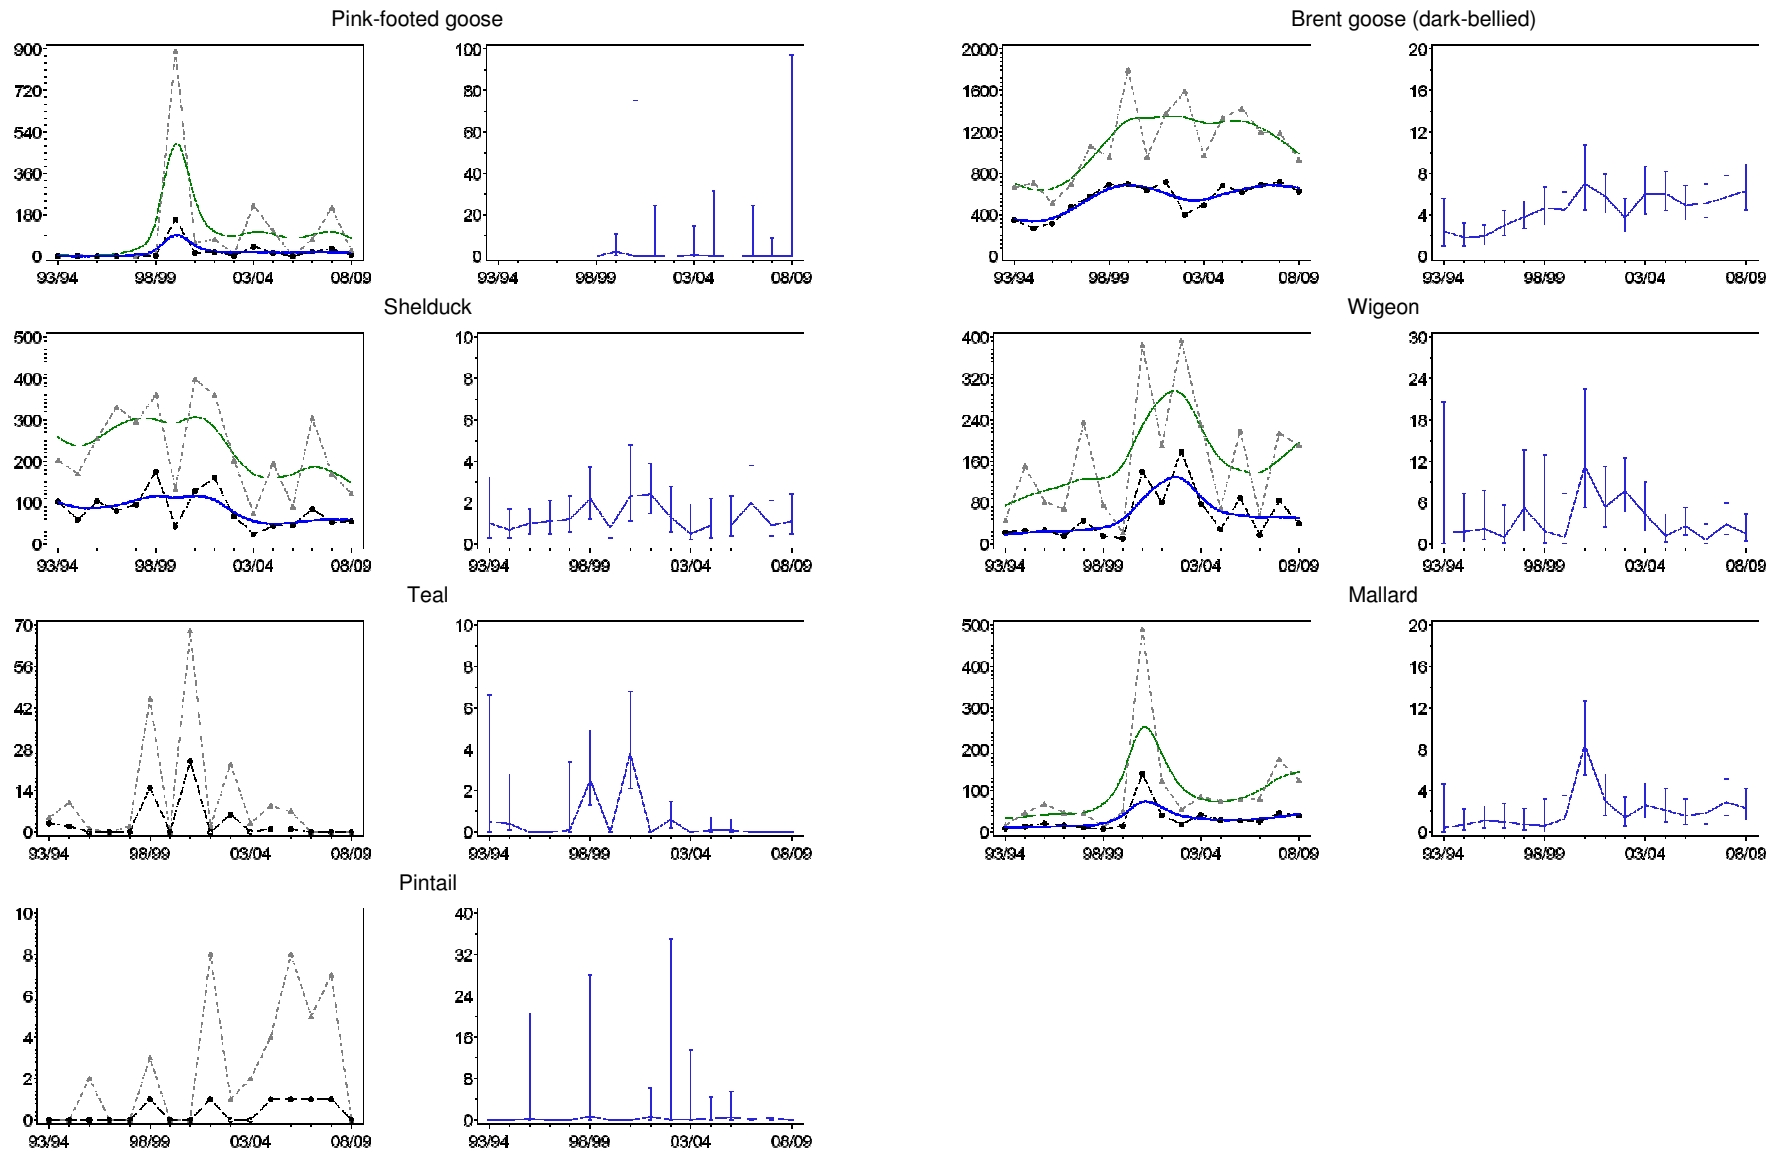 Pink-footed goose
Brent goose (dark-bellied)
900 720 540 360 180 0
93/94 98/99 03/04 08/09
100 80 60 40 20 0
93/94 98/99 03/04 08/09
2000 1600 1200 800 400 0
93/94 98/99 03/04 08/09
20 16 12 8 4 0
93/94 98/99 03/04 08/09
Shelduck
Wigeon
500 400 300 200 100 0
93/94 98/99 03/04 08/09
10 8 6 4 2 0
93/94 98/99 03/04 08/09
400 320 240 160 80 0
93/94 98/99 03/04 08/09
30 24 18 12 6 0
93/94 98/99 03/04 08/09
Teal
Mallard
70 56 42 28 14 0
93/94 98/99 03/04 08/09
10 8 6 4 2 0
93/94 98/99 03/04 08/09
500 400 300 200 100 0
93/94 98/99 03/04 08/09
20 16 12 8 4 0
93/94 98/99 03/04 08/09
Pintail
10 8 6 4 2 0
93/94 98/99 03/04 08/09
40 32 24 16 8 0
93/94 98/99 03/04 08/09